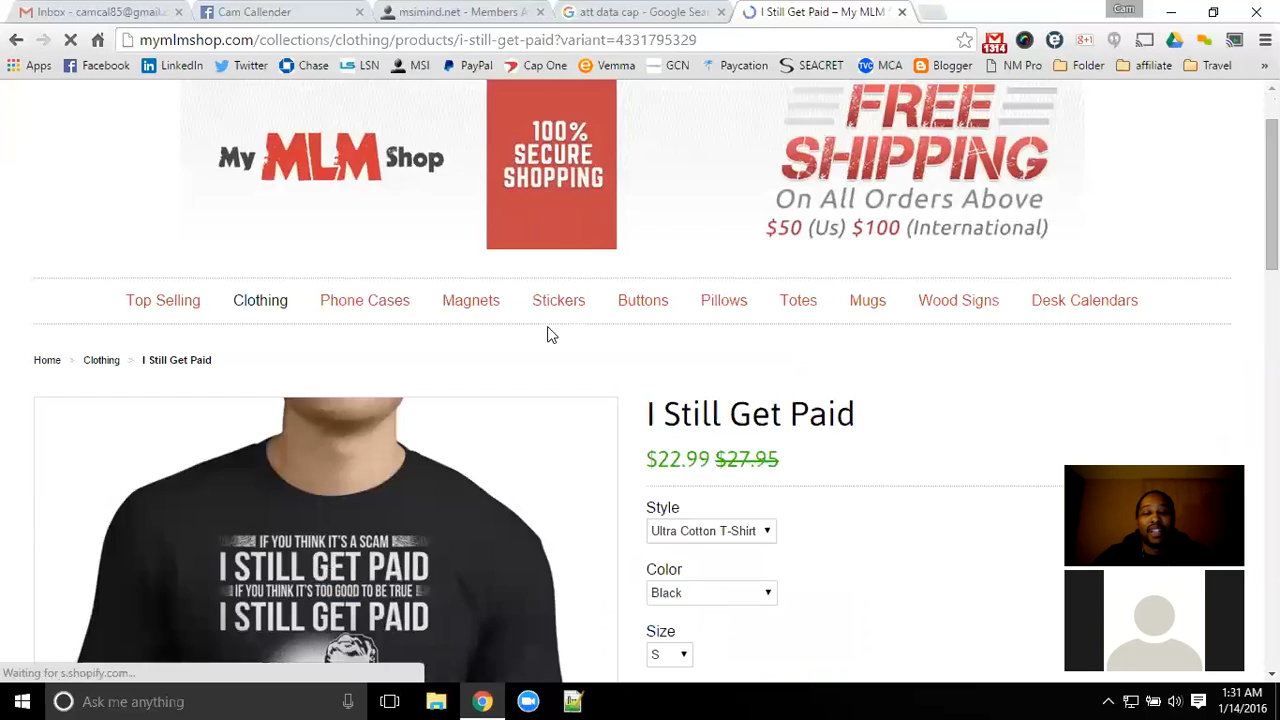 Inbox - camcal85@gmail.
Cam Callender
msimind.net - Members A
att data cap - Google Sear
I Still Get Paid – My MLM
Cam
mymlmshop.com/collections/clothing/products/i-still-get-paid?variant=4331795329
1314
Apps
Facebook
LinkedIn
Twitter
Chase
LSN
MSI
PayPal
Cap One
Vemma
GCN
Paycation
SEACRET
MCA
Blogger
NM Pro
Folder
affiliate
Travel
»
My MLM Shop
100%
SECURE
SHOPPING
FREE
SHIPPING
On All Orders Above
$50 (Us) $100 (International)
Top Selling
Clothing
Phone Cases
Magnets
Stickers
Buttons
Pillows
Totes
Mugs
Wood Signs
Desk Calendars
Home > Clothing > I Still Get Paid
IF YOU THINK IT'S A SCAM
I STILL GET PAID
IF YOU THINK IT'S TOO GOOD TO BE TRUE
I STILL GET PAID
I Still Get Paid
$22.99 $27.95
Style
Ultra Cotton T-Shirt
Color
Black
Size
S
Waiting for s.shopify.com...
Ask me anything
1:31 AM
1/14/2016